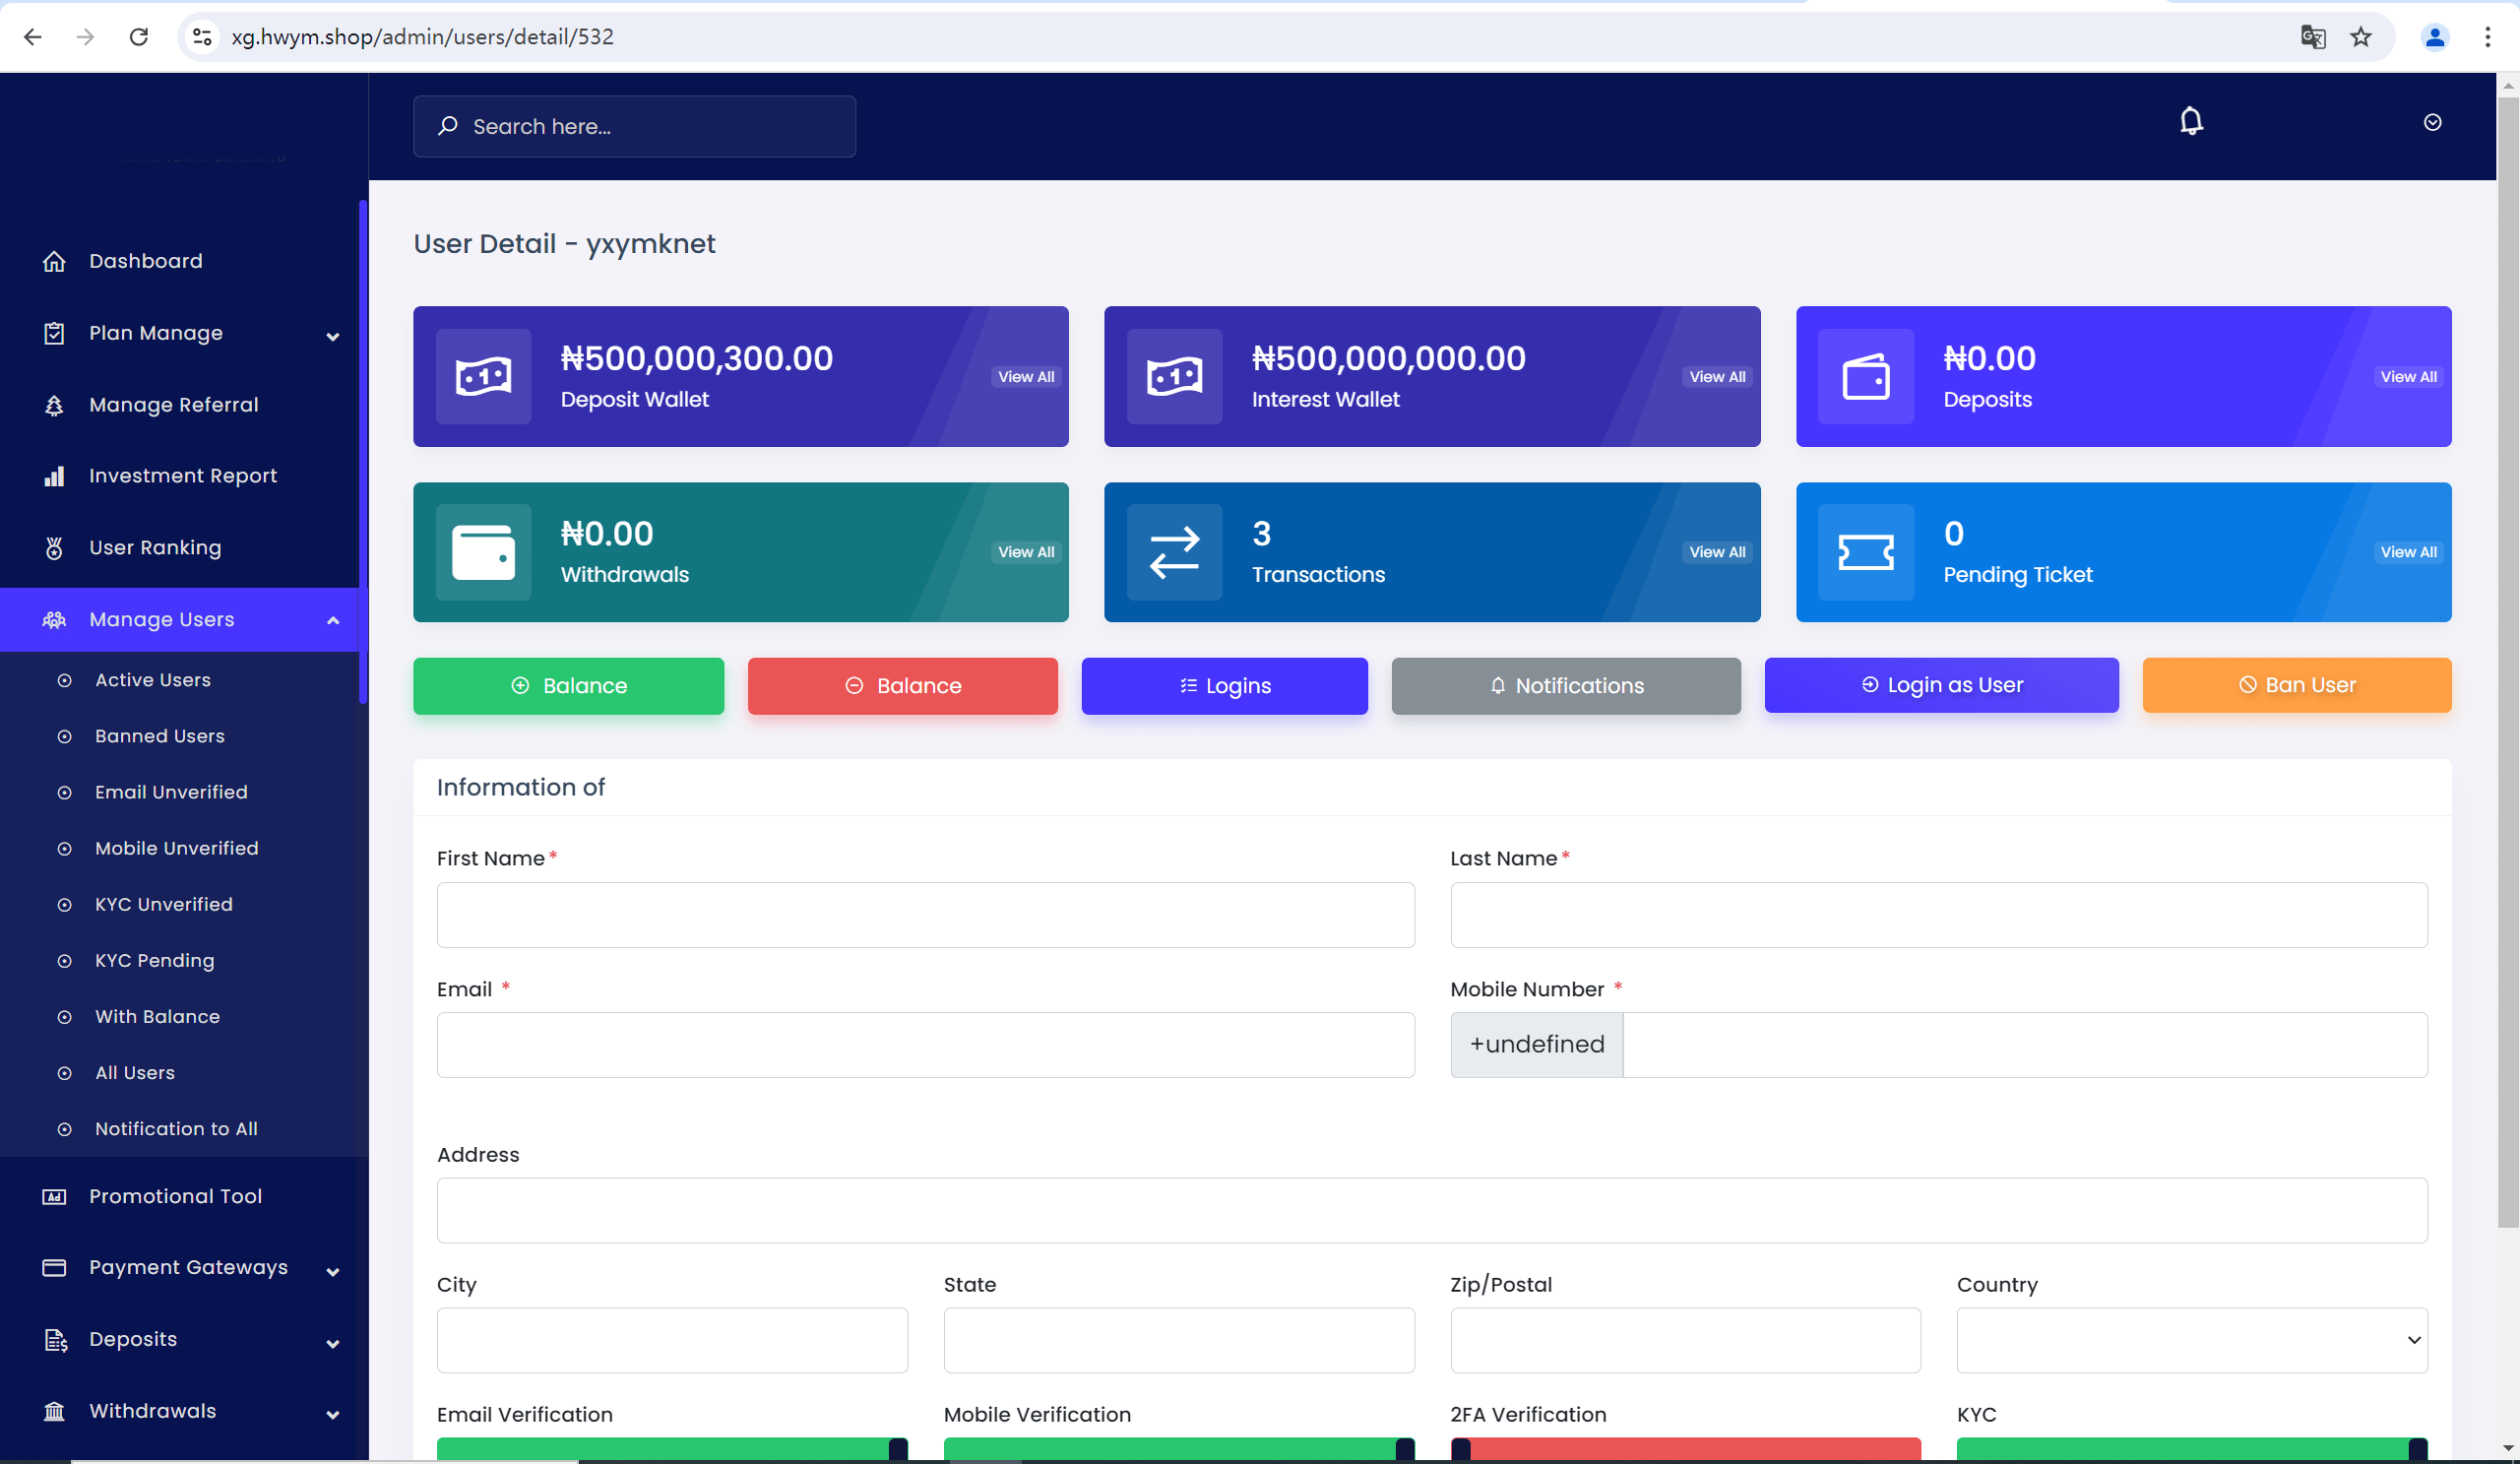 xg.hwym.shop/admin/users/detail/532
Search here...
Dashboard
Plan Manage
Manage Referral
Investment Report
User Ranking
Manage Users
Active Users
Banned Users
Email Unverified
Mobile Unverified
KYC Unverified
KYC Pending
With Balance
All Users
Notification to All
Promotional Tool
Payment Gateways
Deposits
Withdrawals
User Detail - yxymknet
₦500,000,300.00
Deposit Wallet
View All
₦500,000,000.00
Interest Wallet
View All
₦0.00
Deposits
View All
₦0.00
Withdrawals
View All
3
Transactions
View All
0
Pending Ticket
View All
Balance
Balance
Logins
Notifications
Login as User
Ban User
Information of
First Name *
Last Name *
Email *
Mobile Number *
+undefined
Address
City
State
Zip/Postal
Country
Email Verification
Mobile Verification
2FA Verification
KYC